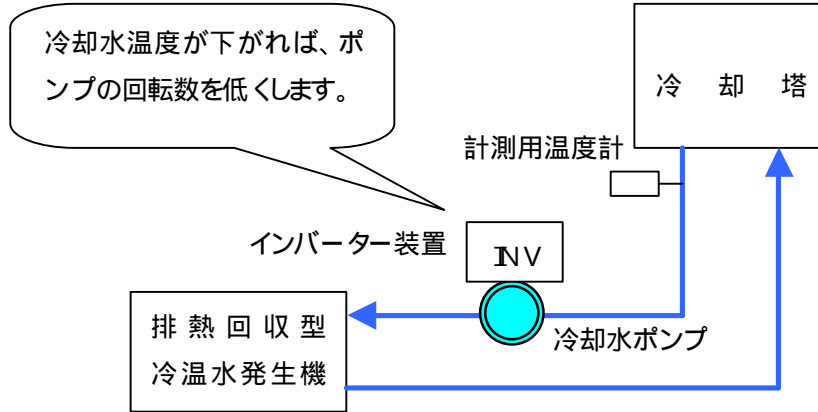 冷却水温度が下がれば、ポ
ンプの回転数を低くします。
冷却塔
計測用温度計
インバーター装置
INV
冷却水ポンプ
排熱回収型
冷温水発生機